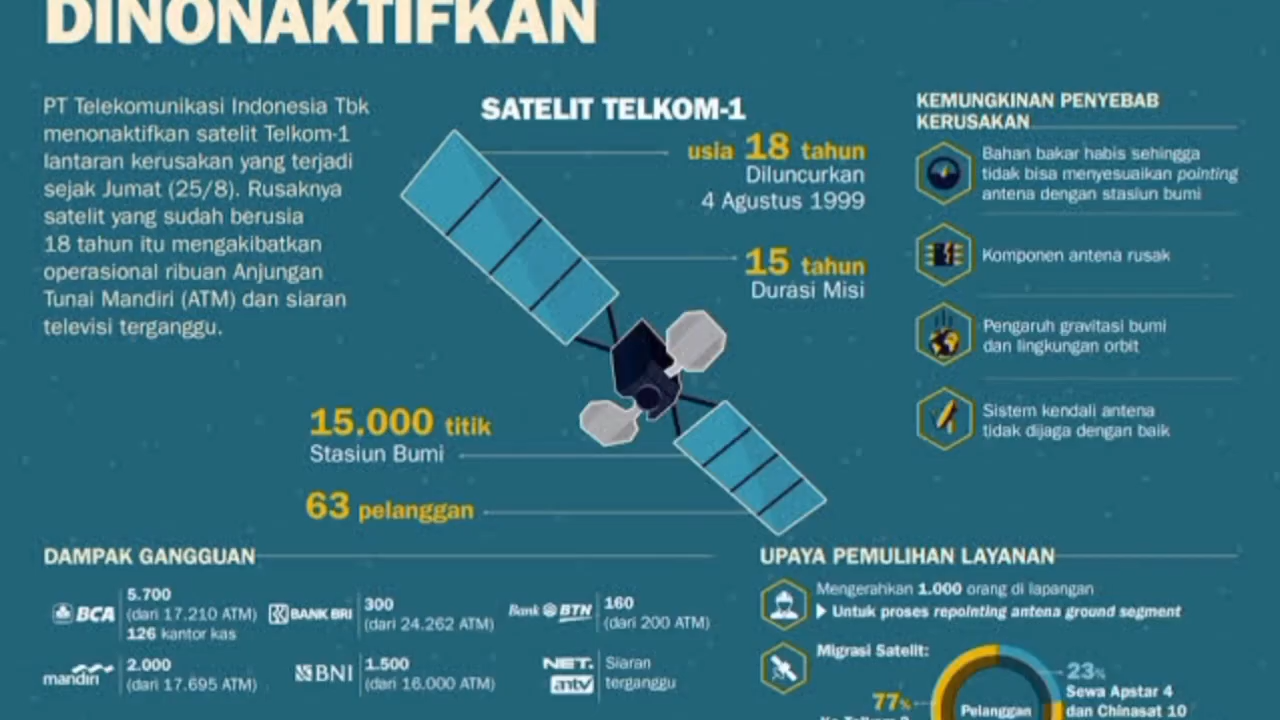 DINONAKTIFKAN
PT Telekomunikasi Indonesia Tbk
menonaktifkan satelit Telkom-1
lantaran kerusakan yang terjadi
sejak Jumat (25/8). Rusaknya
satelit yang sudah berusia
18 tahun itu mengakibatkan
operasional ribuan Anjungan
Tunai Mandiri (ATM) dan siaran
televisi terganggu.
SATELIT TELKOM-1
usia 18 tahun
Diluncurkan
4 Agustus 1999
15 tahun
Durasi Misi
15.000 titik
Stasiun Bumi
63 pelanggan
KEMUNGKINAN PENYEBAB
KERUSAKAN
Bahan bakar habis sehingga
tidak bisa menyesuaikan pointing
antena dengan stasiun bumi
Komponen antena rusak
Pengaruh gravitasi bumi
dan lingkungan orbit
Sistem kendali antena
tidak dijaga dengan baik
DAMPAK GANGGUAN
BCA
5.700
(dari 17.210 ATM)
126 kantor kas
BANK BRI
300
(dari 24.262 ATM)
Bank BTN
160
(dari 200 ATM)
mandiri
2.000
(dari 17.695 ATM)
BNI
1.500
(dari 16.000 ATM)
NET.
antv
Siaran
terganggu
UPAYA PEMULIHAN LAYANAN
Mengerahkan 1.000 orang di lapangan
Untuk proses repointing antena ground segment
Migrasi Satelit:
23%
Sewa Apstar 4
dan Chinasat 10
77%
Pelanggan